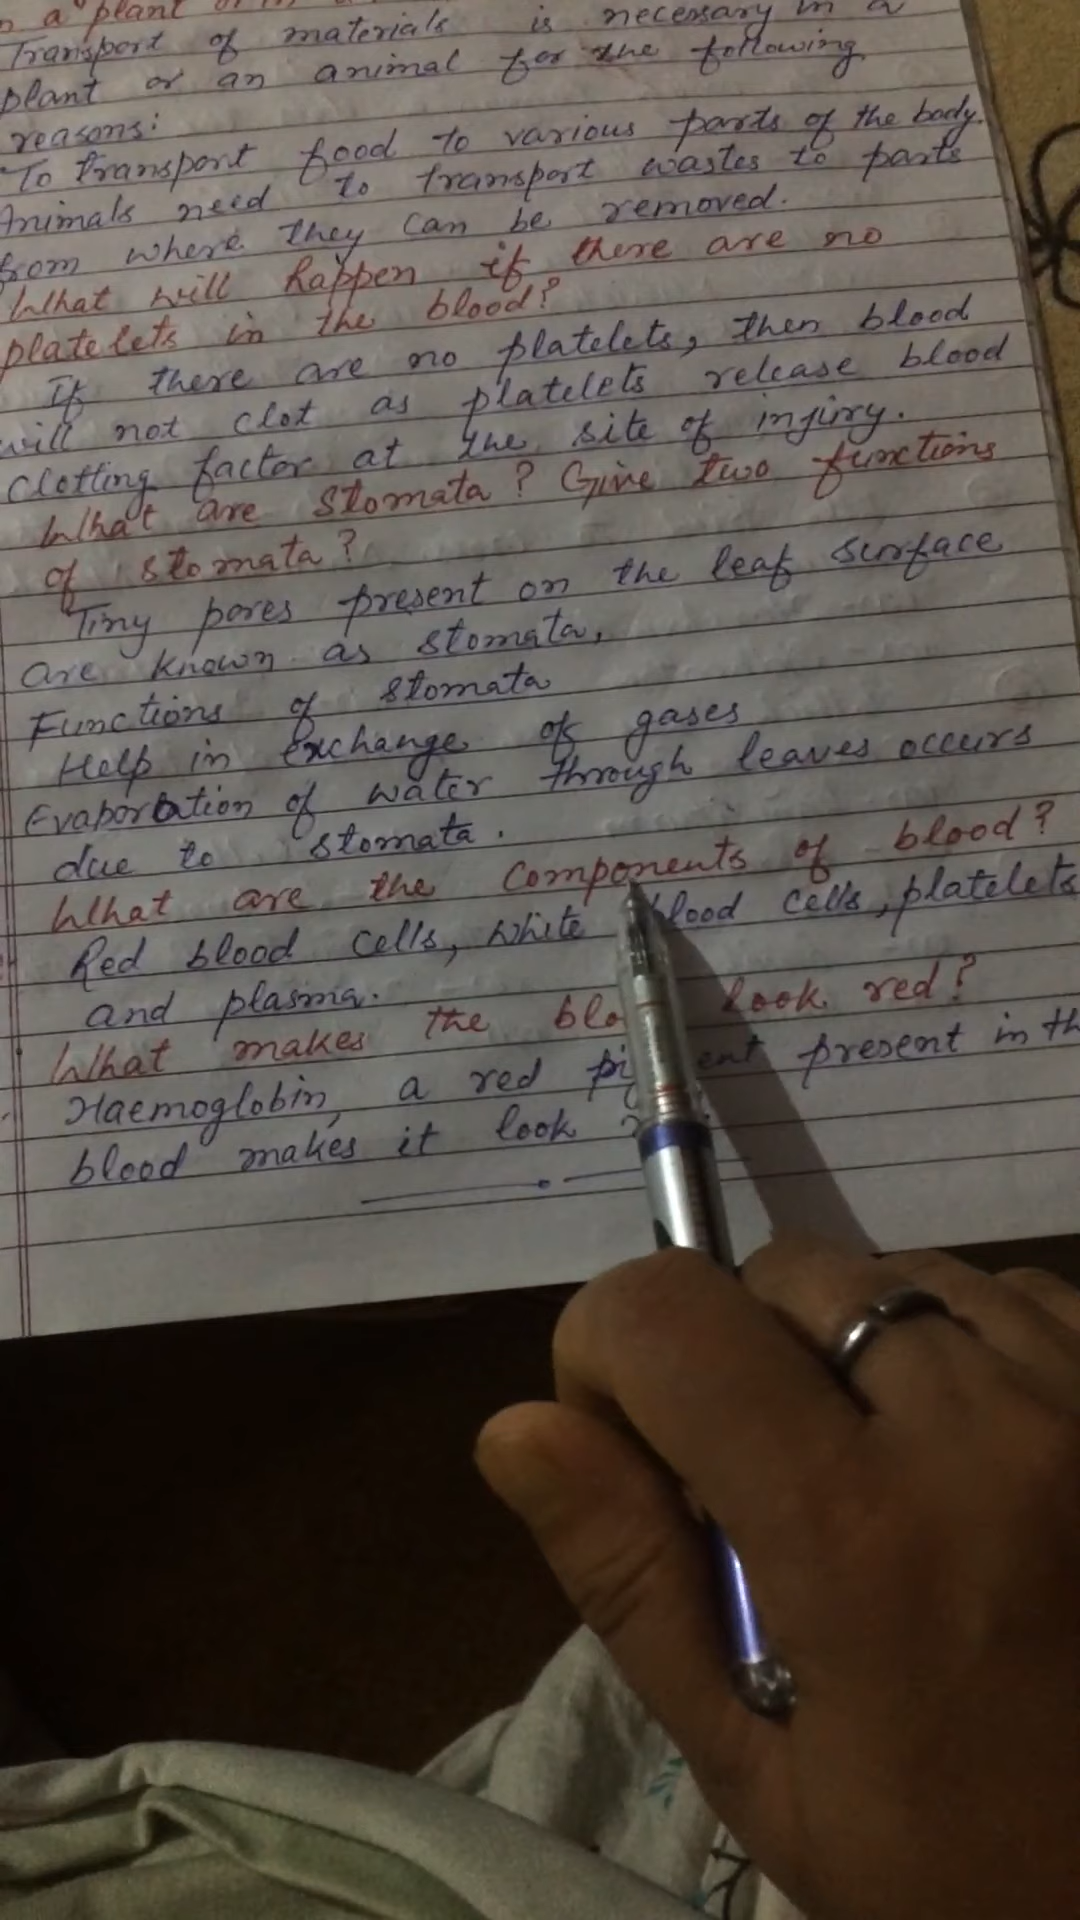 a plant
Transport of materials is necessary in a
plant or an animal for the following
reasons:
To transport food to various parts of the body.
Animals need to transport wastes to parts
from where they can be removed.
What will happen if there are no
platelets in the blood?
If there are no platelets, then blood
will not clot as platelets release blood
clotting factor at the site of injury.
What are stomata? Give two functions
of stomata?
Tiny pores present on the leaf surface
are known as stomata,
Functions of stomata
Help in exchange of gases
Evaporation of water through leaves occurs
due to stomata.
What are the components of blood?
Red blood cells, white blood cells, platelets
and plasma.
What makes the blo look red?
Haemoglobin, a red pi ent present in th
blood makes it look